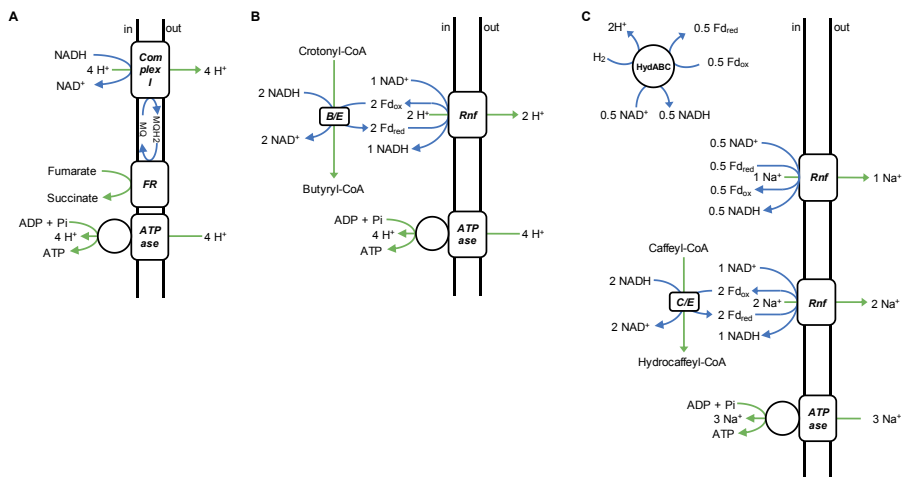 A
in
out
NADH
4 H⁺
NAD⁺
Com
plex
I
4 H⁺
MQ
MQH2
Fumarate
Succinate
FR
ADP + Pi
4 H⁺
ATP
ATP
ase
4 H⁺
B
in
out
Crotonyl-CoA
2 NADH
2 NAD⁺
B/E
Butyryl-CoA
1 NAD⁺
2 Fdox
2 H⁺
2 Fdred
1 NADH
Rnf
2 H⁺
ADP + Pi
4 H⁺
ATP
ATP
ase
4 H⁺
C
in
out
2H⁺
0.5 Fdred
H₂
HydABC
0.5 Fdox
0.5 NAD⁺
0.5 NADH
0.5 NAD⁺
0.5 Fdred
1 Na⁺
0.5 Fdox
0.5 NADH
Rnf
1 Na⁺
Caffeyl-CoA
2 NADH
2 NAD⁺
C/E
Hydrocaffeyl-CoA
1 NAD⁺
2 Fdox
2 Na⁺
2 Fdred
1 NADH
Rnf
2 Na⁺
ADP + Pi
3 Na⁺
ATP
ATP
ase
3 Na⁺